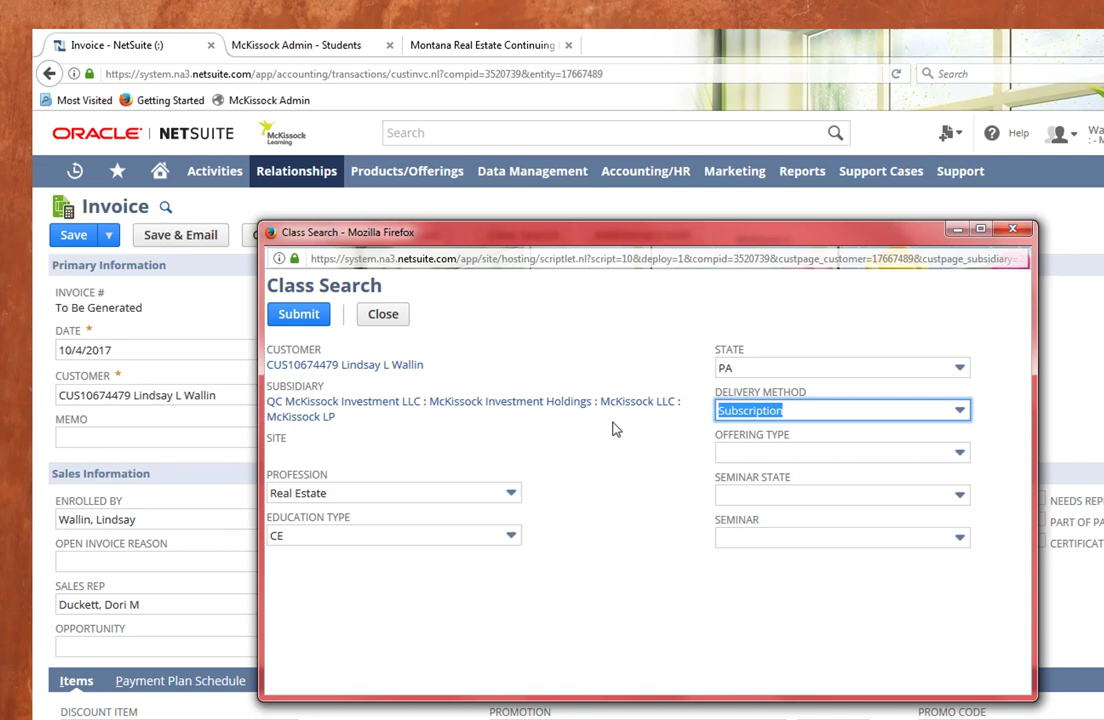 Invoice - NetSuite (:)
McKissock Admin - Students
Montana Real Estate Continuing
https://system.na3.netsuite.com/app/accounting/transactions/custinvc.nl?compid=3520739&entity=17667489
Search
Most Visited
Getting Started
McKissock Admin
ORACLE | NETSUITE
McKissock
Learning
Search
Help
Wa
Activities
Relationships
Products/Offerings
Data Management
Accounting/HR
Marketing
Reports
Support Cases
Support
Invoice
Save
Save & Email
Primary Information
INVOICE #
To Be Generated
DATE *
10/4/2017
CUSTOMER *
CUS10674479 Lindsay L Wallin
MEMO
Sales Information
ENROLLED BY
Wallin, Lindsay
OPEN INVOICE REASON
SALES REP
Duckett, Dori M
OPPORTUNITY
NEEDS REP
PART OF PA
CERTIFICAT
Items
Payment Plan Schedule
DISCOUNT ITEM
PROMOTION
PROMO CODE
Class Search - Mozilla Firefox
https://system.na3.netsuite.com/app/site/hosting/scriptlet.nl?script=10&deploy=1&compid=3520739&custpage_customer=17667489&custpage_subsidiary=
Class Search
Submit
Close
CUSTOMER
CUS10674479 Lindsay L Wallin
SUBSIDIARY
QC McKissock Investment LLC : McKissock Investment Holdings : McKissock LLC :
McKissock LP
SITE
PROFESSION
Real Estate
EDUCATION TYPE
CE
STATE
PA
DELIVERY METHOD
Subscription
OFFERING TYPE
SEMINAR STATE
SEMINAR